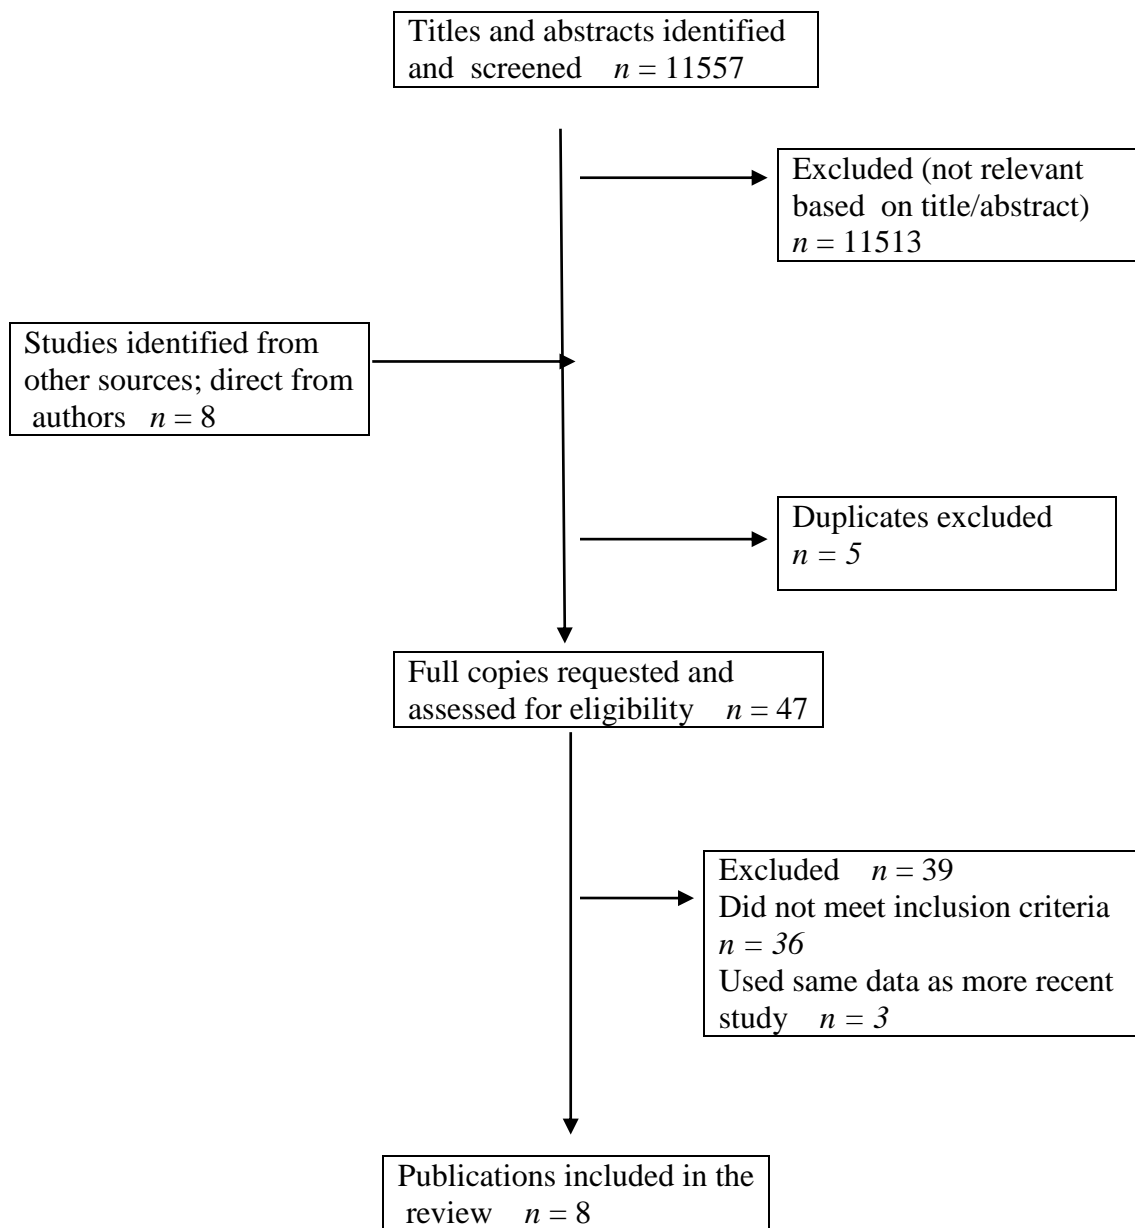 Titles and abstracts identified
and screened n = 11557
Excluded (not relevant
based on title/abstract)
n = 11513
Studies identified from
other sources; direct from
authors n = 8
Duplicates excluded
n = 5
Full copies requested and
assessed for eligibility n = 47
Excluded n = 39
Did not meet inclusion criteria
n = 36
Used same data as more recent
study n = 3
Publications included in the
review n = 8